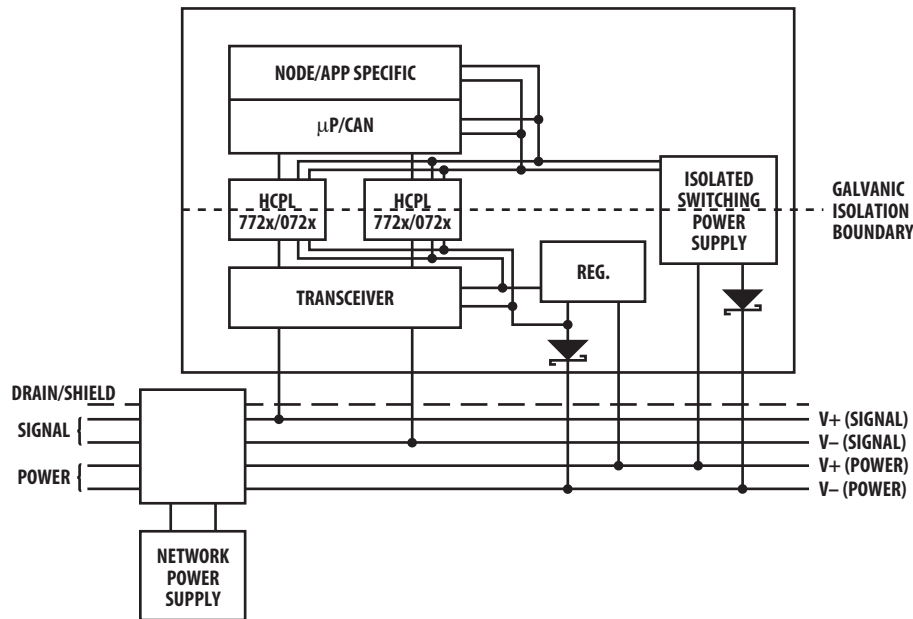 NODE/APP SPECIFIC
µP/CAN
HCPL
772x/072x
HCPL
772x/072x
ISOLATED
SWITCHING
POWER
SUPPLY
GALVANIC
ISOLATION
BOUNDARY
REG.
TRANSCEIVER
DRAIN/SHIELD
SIGNAL {
POWER {
V+ (SIGNAL)
V– (SIGNAL)
V+ (POWER)
V– (POWER)
NETWORK
POWER
SUPPLY